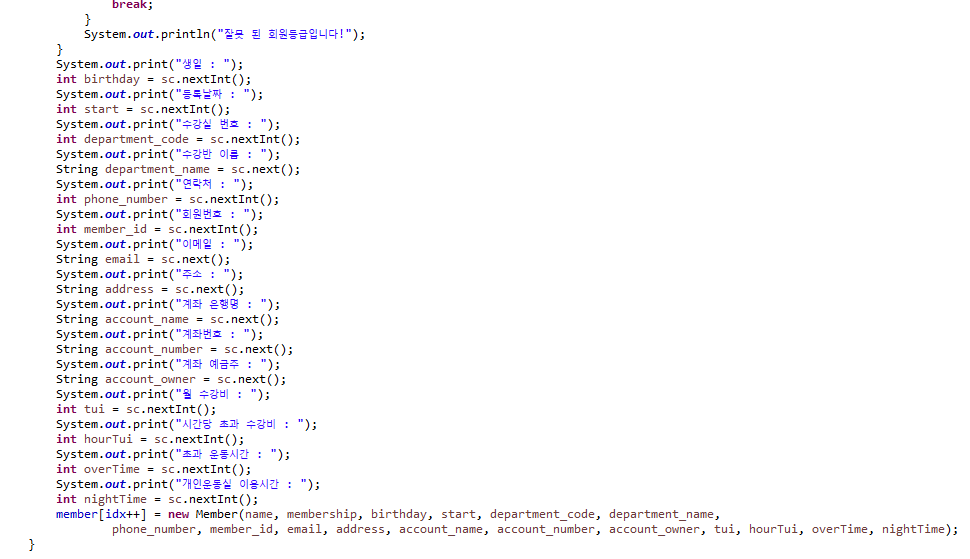 break;
}
System.out.println("잘못 된 회원등급입니다!");
}
System.out.print("생일 : ");
int birthday = sc.nextInt();
System.out.print("등록날짜 : ");
int start = sc.nextInt();
System.out.print("수강실 번호 : ");
int department_code = sc.nextInt();
System.out.print("수강반 이름 : ");
String department_name = sc.next();
System.out.print("연락처 : ");
int phone_number = sc.nextInt();
System.out.print("회원번호 : ");
int member_id = sc.nextInt();
System.out.print("이메일 : ");
String email = sc.next();
System.out.print("주소 : ");
String address = sc.next();
System.out.print("계좌 은행명 : ");
String account_name = sc.next();
System.out.print("계좌번호 : ");
String account_number = sc.next();
System.out.print("계좌 예금주 : ");
String account_owner = sc.next();
System.out.print("월 수강비 : ");
int tui = sc.nextInt();
System.out.print("시간당 초과 수강비 : ");
int hourTui = sc.nextInt();
System.out.print("초과 운동시간 : ");
int overTime = sc.nextInt();
System.out.print("개인운동실 이용시간 : ");
int nightTime = sc.nextInt();
member[idx++] = new Member(name, membership, birthday, start, department_code, department_name,
phone_number, member_id, email, address, account_name, account_number, account_owner, tui, hourTui, overTime, nightTime);
}